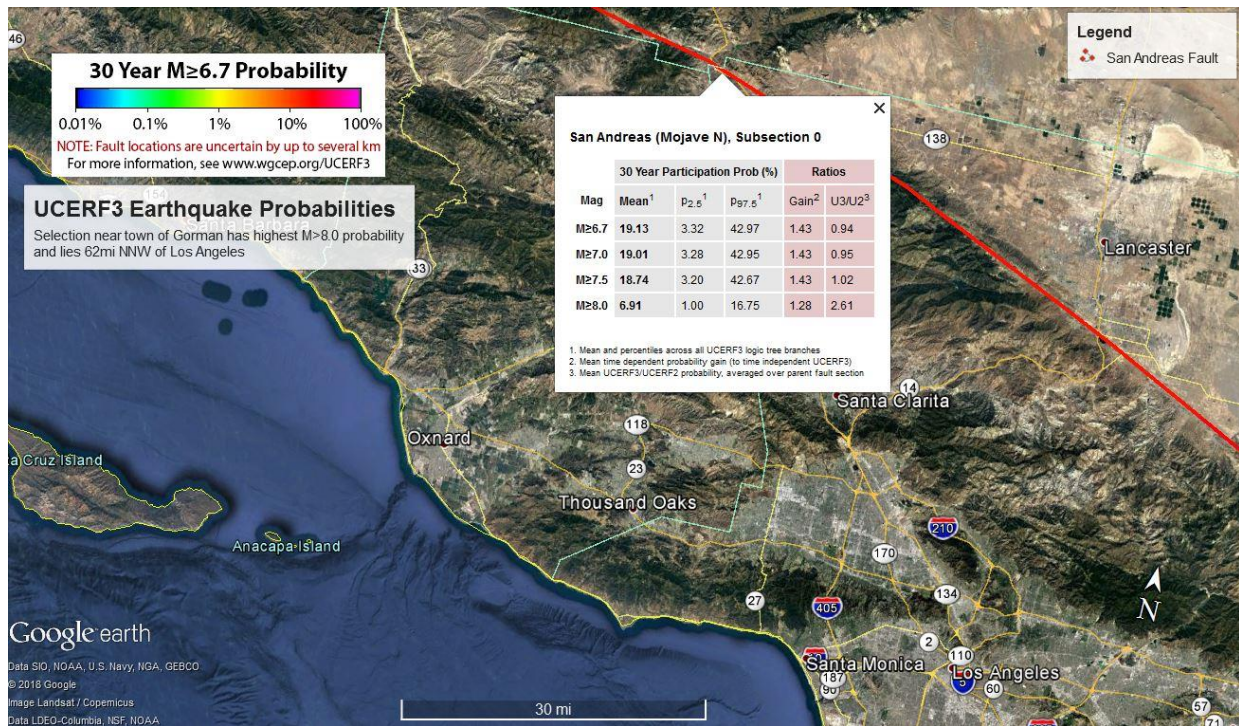 46
30 Year M≥6.7 Probability
0.01% 0.1% 1% 10% 100%
NOTE: Fault locations are uncertain by up to several km
For more information, see www.wgcep.org/UCERF3
154
Santa Barbara
UCERF3 Earthquake Probabilities
Selection near town of Gorman has highest M>8.0 probability
and lies 62mi NNW of Los Angeles
33
Legend
San Andreas Fault
138
Lancaster
San Andreas (Mojave N), Subsection 0
30 Year Participation Prob (%) Ratios
Mag Mean1 P2.51 P97.51 Gain2 U3/U23
M≥6.7 19.13 3.32 42.97 1.43 0.94
M≥7.0 19.01 3.28 42.95 1.43 0.95
M≥7.5 18.74 3.20 42.67 1.43 1.02
M≥8.0 6.91 1.00 16.75 1.28 2.61
1. Mean and percentiles across all UCERF3 logic tree branches
2. Mean time dependent probability gain (to time independent UCERF3)
3. Mean UCERF3/UCERF2 probability, averaged over parent fault section
14
Santa Clarita
118
Oxnard
23
Thousand Oaks
ta Cruz Island
Anacapa Island
210
170
134
27
405
N
2
110
Santa Monica
Los Angeles
187
5
60
90
57
71
Google earth
Data SIO, NOAA, U.S. Navy, NGA, GEBCO
© 2018 Google
Image Landsat / Copernicus
Data LDEO-Columbia, NSF, NOAA
30 mi